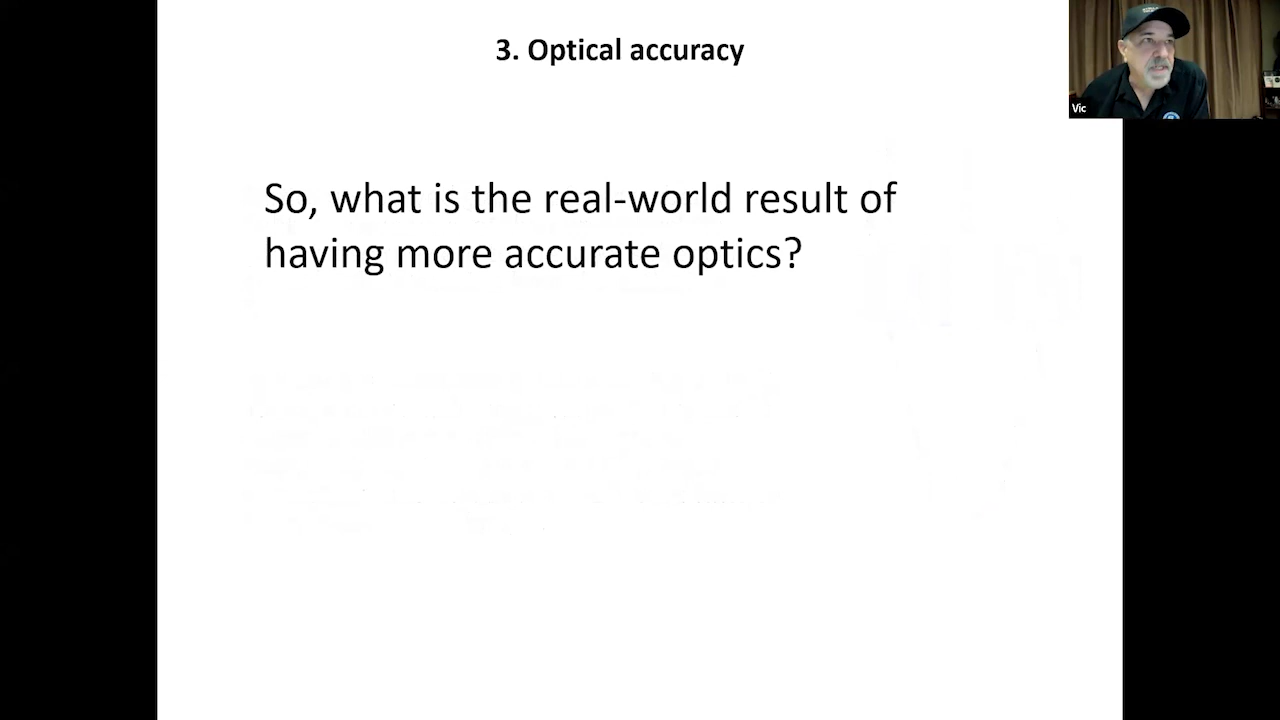 3. Optical accuracy
So, what is the real-world result of
having more accurate optics?
Vic